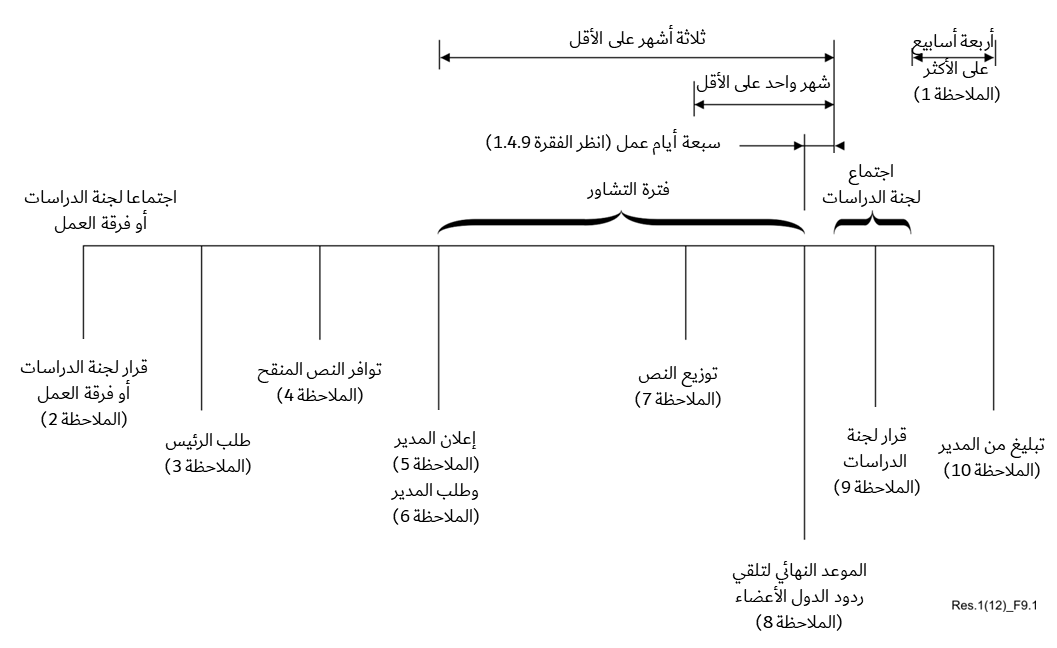 ثلاثة أشهر على الأقل
أربعة أسابيع
على الأكثر
(الملاحظة 1)
شهر واحد على الأقل
سبعة أيام عمل (انظر الفقرة 1.4.9)
اجتماع
لجنة الدراسات
فترة التشاور
اجتماعا لجنة الدراسات
أو فرقة العمل
قرار لجنة الدراسات
أو فرقة العمل
(الملاحظة 2)
طلب الرئيس
(الملاحظة 3)
توافر النص المنقح
(الملاحظة 4)
إعلان المدير
(الملاحظة 5)
وطلب المدير
(الملاحظة 6)
توزيع النص
(الملاحظة 7)
الموعد النهائي لتلقي
ردود الدول الأعضاء
(الملاحظة 8)
قرار لجنة
الدراسات
(الملاحظة 9)
تبليغ من المدير
(الملاحظة 10)
Res.1(12)_F9.1